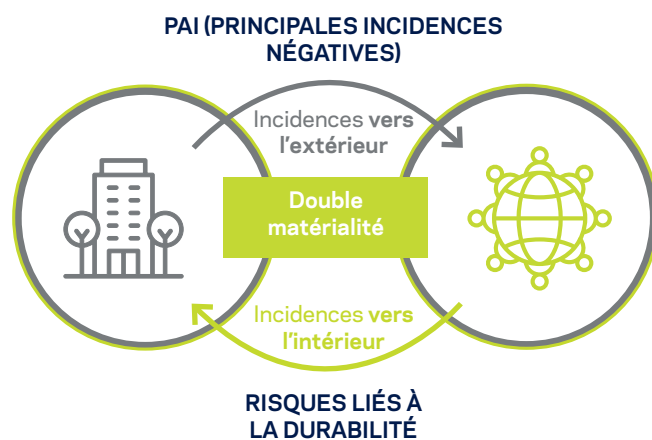 PAI (PRINCIPALES INCIDENCES
NÉGATIVES)
Incidences vers
l'extérieur
Double
matérialité
Incidences vers
l'intérieur
RISQUES LIÉS À
LA DURABILITÉ